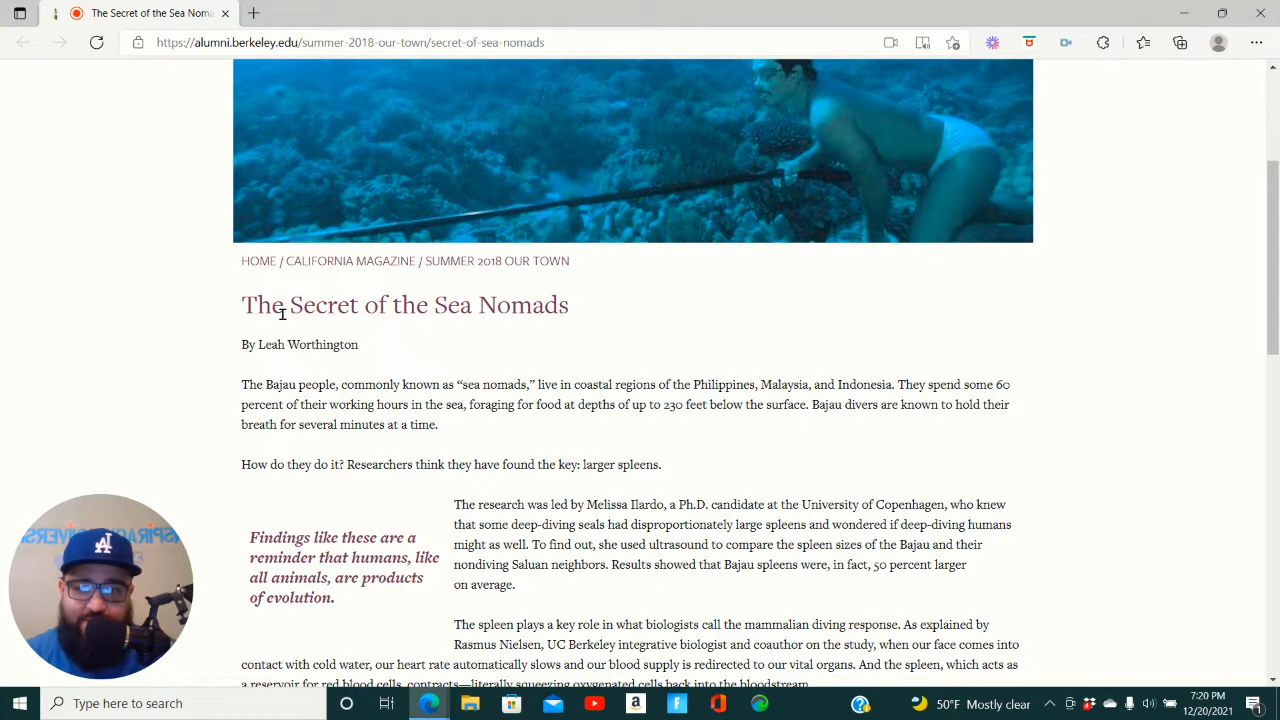 The Secret of the Sea Nomads
https://alumni.berkeley.edu/summer-2018-our-town/secret-of-sea-nomads
HOME / CALIFORNIA MAGAZINE / SUMMER 2018 OUR TOWN
The Secret of the Sea Nomads
By Leah Worthington
The Bajau people, commonly known as “sea nomads,” live in coastal regions of the Philippines, Malaysia, and Indonesia. They spend some 60
percent of their working hours in the sea, foraging for food at depths of up to 230 feet below the surface. Bajau divers are known to hold their
breath for several minutes at a time.
How do they do it? Researchers think they have found the key: larger spleens.
The research was led by Melissa Ilardo, a Ph.D. candidate at the University of Copenhagen, who knew
that some deep-diving seals had disproportionately large spleens and wondered if deep-diving humans
might as well. To find out, she used ultrasound to compare the spleen sizes of the Bajau and their
nondiving Saluan neighbors. Results showed that Bajau spleens were, in fact, 50 percent larger
on average.
Findings like these are a
reminder that humans, like
all animals, are products
of evolution.
The spleen plays a key role in what biologists call the mammalian diving response. As explained by
Rasmus Nielsen, UC Berkeley integrative biologist and coauthor on the study, when our face comes into
contact with cold water, our heart rate automatically slows and our blood supply is redirected to our vital organs. And the spleen, which acts as
a reservoir for red blood cells, contracts—literally squeezing oxygenated cells back into the bloodstream.
LA
Type here to search
50°F Mostly clear
7:20 PM
12/20/2021